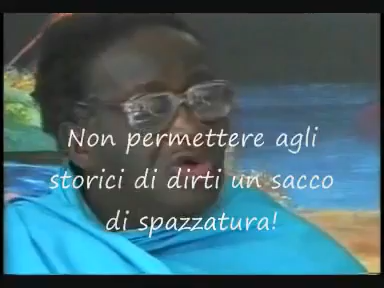 Non permettere agli
storici di dirti un sacco
di spazzatura!